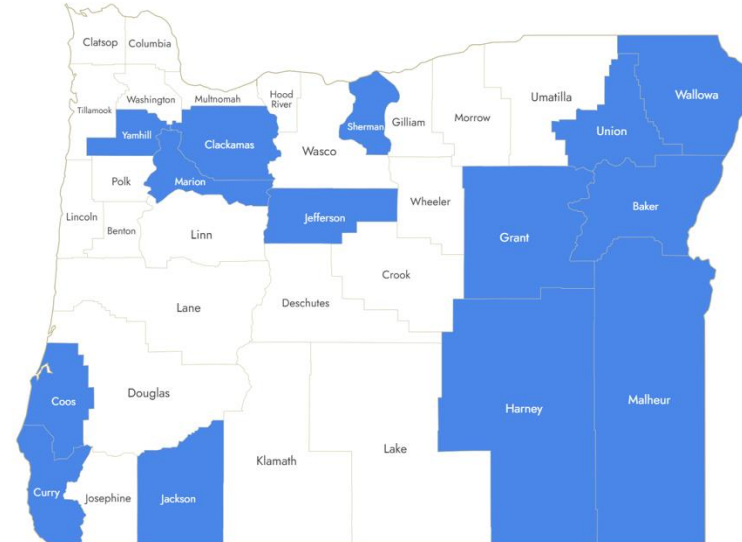 Clatsop
Columbia
Tillamook
Washington
Multnomah
Hood
River
Sherman
Gilliam
Morrow
Umatilla
Wallowa
Union
Yamhill
Clackamas
Wasco
Polk
Marion
Jefferson
Wheeler
Baker
Lincoln
Benton
Linn
Grant
Crook
Lane
Deschutes
Coos
Douglas
Harney
Malheur
Klamath
Lake
Curry
Josephine
Jackson